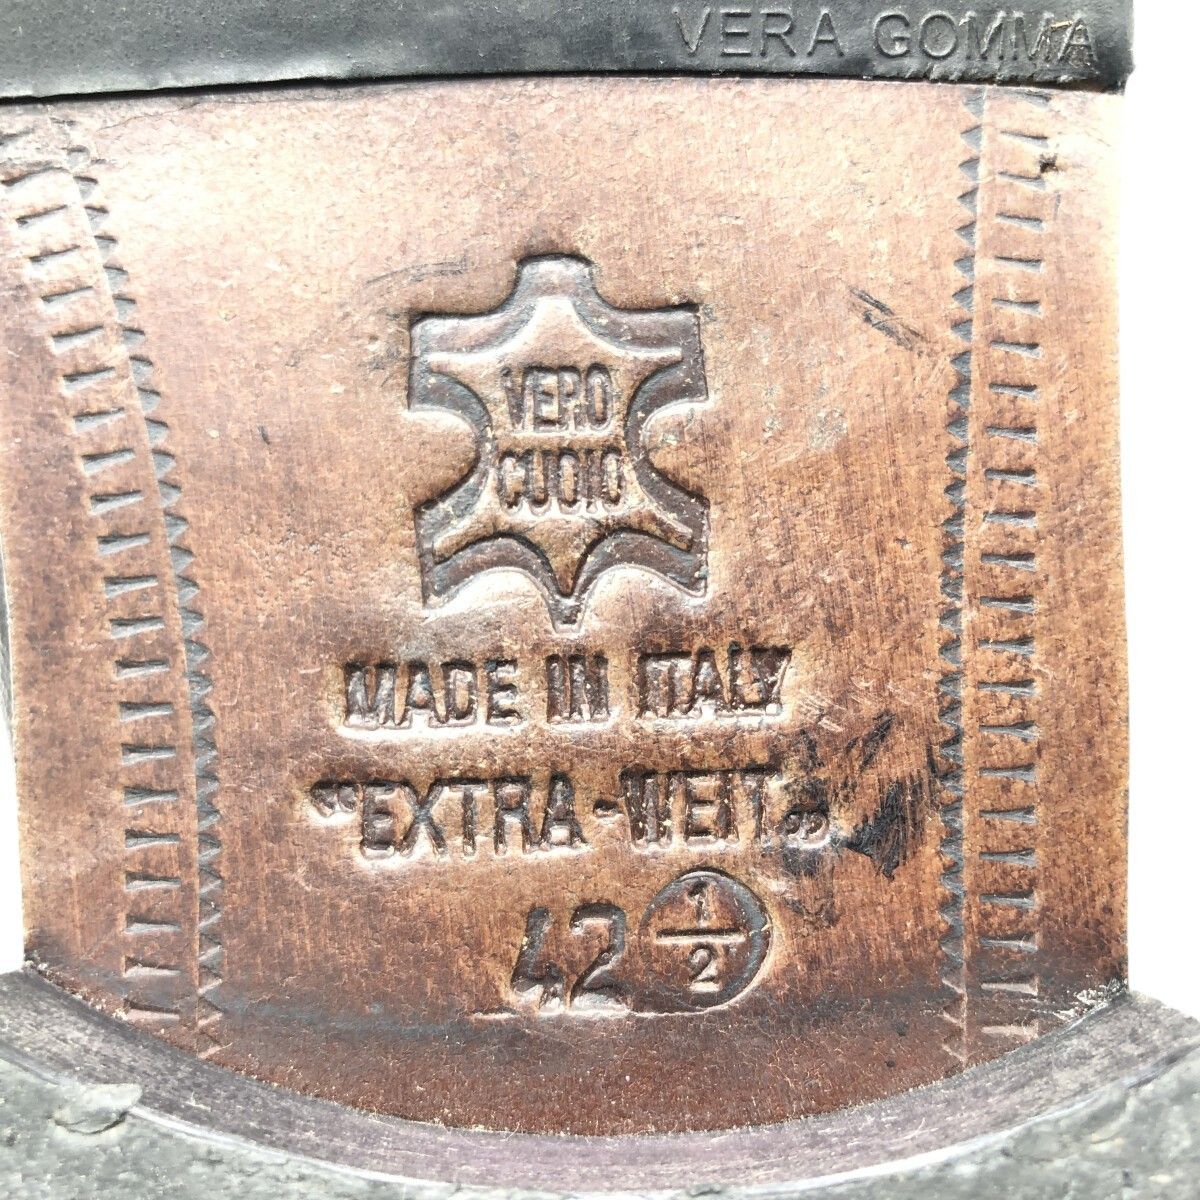 VERA GOMMA
VERO
CUOIO
MADE IN ITALY
"EXTRA-WEIT„
42 1/2